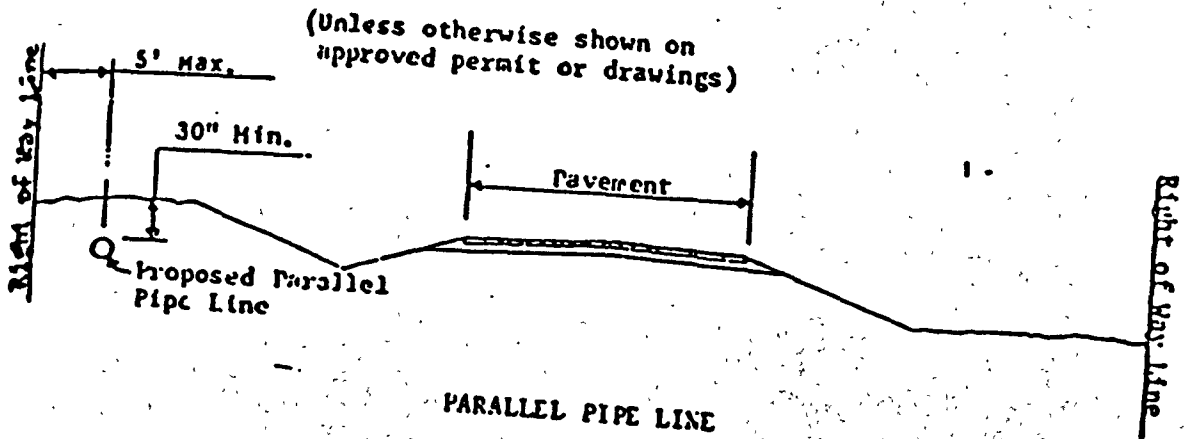 (Unless otherwise shown on
approved permit or drawings)
5' Max.
30" Min.
Pavement
Right of Way Line
Right of Way Line
Proposed Parallel
Pipe Line
PARALLEL PIPE LINE